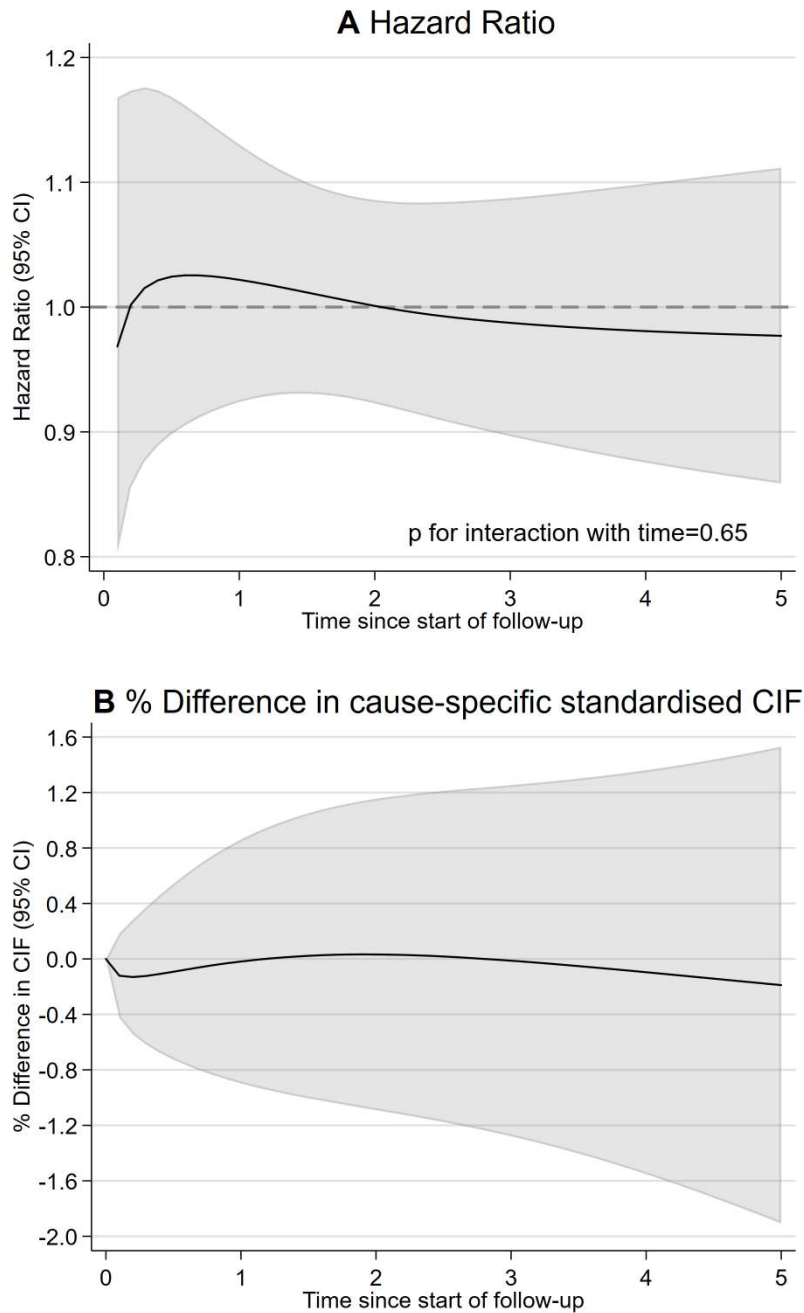 A Hazard Ratio
Hazard Ratio (95% CI)
1.2
1.1
1.0
0.9
0.8
p for interaction with time=0.65
0 1 2 3 4 5
Time since start of follow-up
B % Difference in cause-specific standardised CIF
% Difference in CIF (95% CI)
1.6
1.2
0.8
0.4
0.0
-0.4
-0.8
-1.2
-1.6
-2.0
0 1 2 3 4 5
Time since start of follow-up